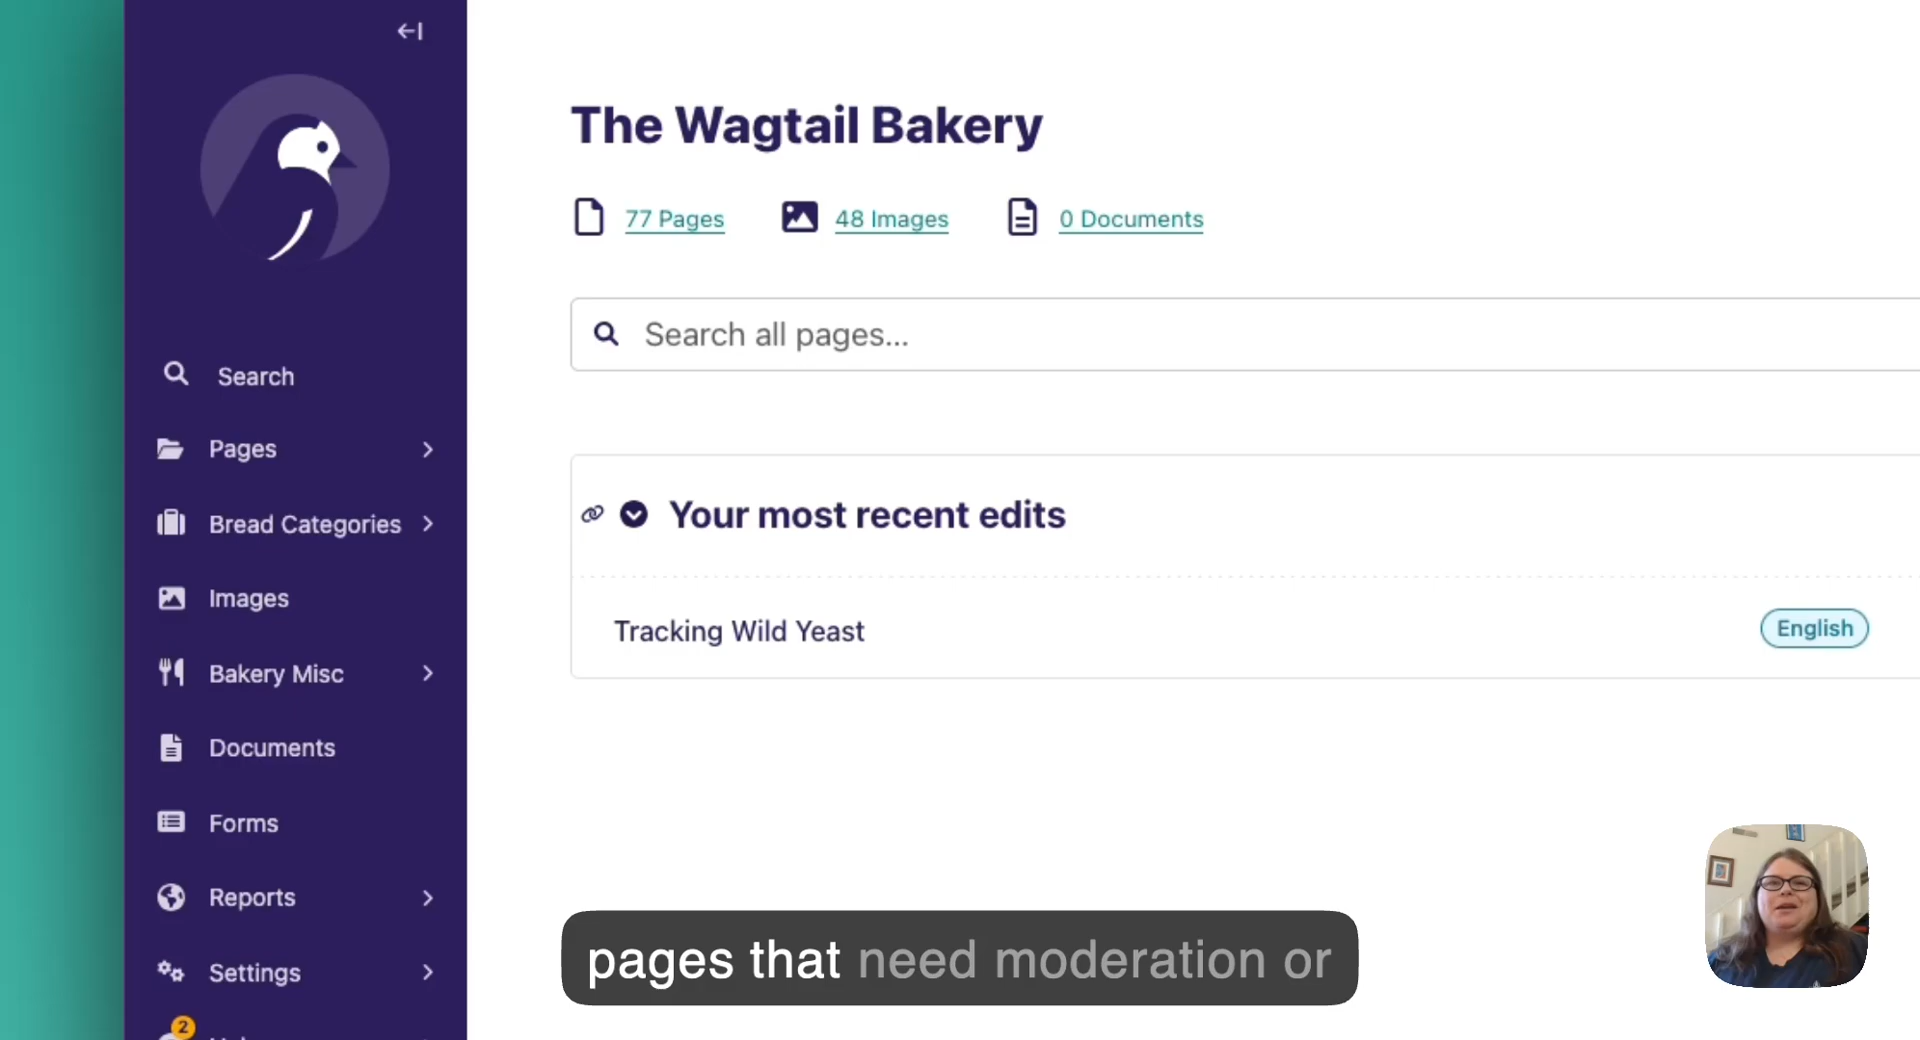 The Wagtail Bakery
77 Pages
48 Images
0 Documents
Search all pages...
Your most recent edits
Tracking Wild Yeast
English
Search
Pages
Bread Categories
Images
Bakery Misc
Documents
Forms
Reports
Settings
2
pages that need moderation or